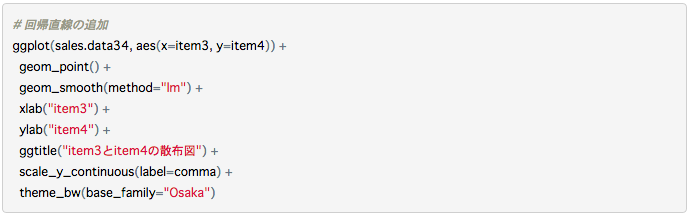 # 回帰直線の追加
ggplot(sales.data34, aes(x=item3, y=item4)) +
  geom_point() +
  geom_smooth(method="lm") +
  xlab("item3") +
  ylab("item4") +
  ggtitle("item3とitem4の散布図") +
  scale_y_continuous(label=comma) +
  theme_bw(base_family="Osaka")